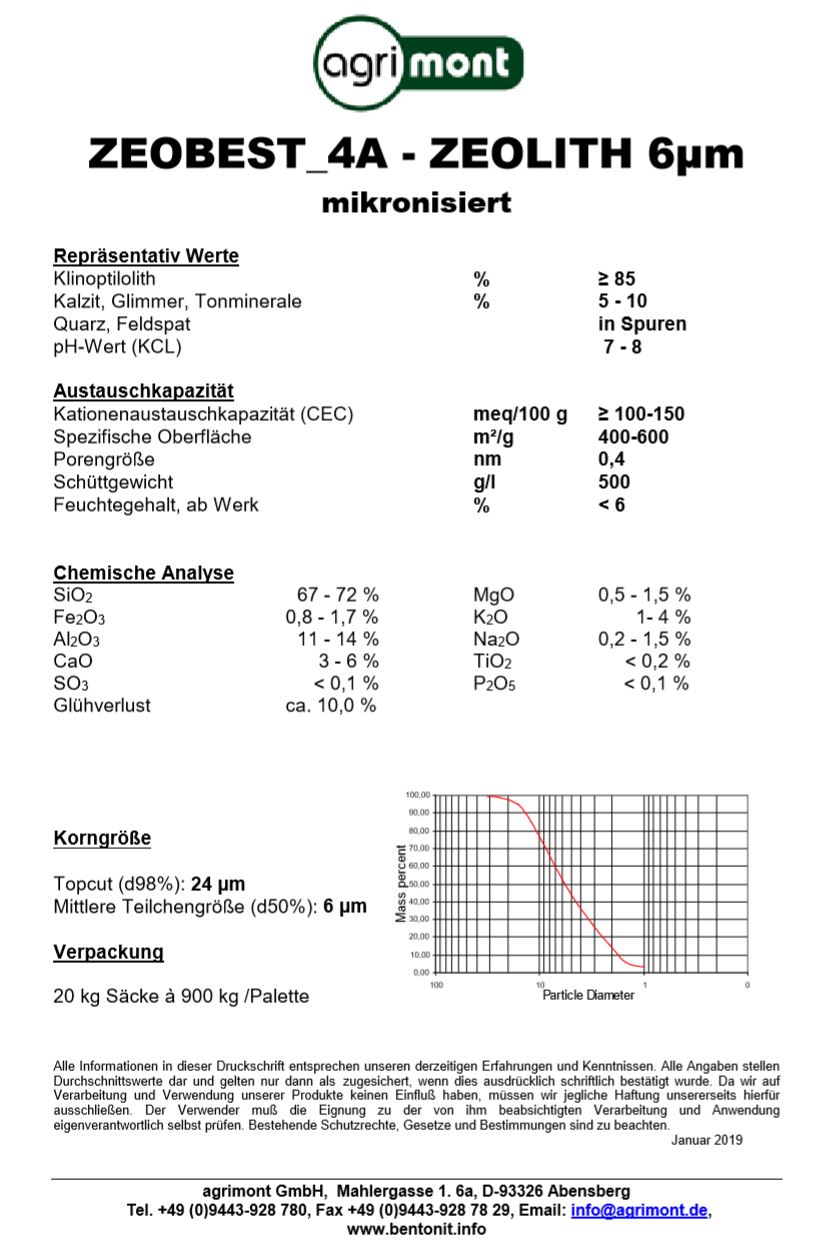 agrimont
ZEOBEST_4A - ZEOLITH 6µm
mikronisiert
Repräsentativ Werte
Klinoptilolith % ≥ 85
Kalzit, Glimmer, Tonminerale % 5 - 10
Quarz, Feldspat in Spuren
pH-Wert (KCL) 7 - 8
Austauschkapazität
Kationenaustauschkapazität (CEC) meq/100 g ≥ 100-150
Spezifische Oberfläche m²/g 400-600
Porengröße nm 0,4
Schüttgewicht g/l 500
Feuchtegehalt, ab Werk % < 6
Chemische Analyse
SiO2 67 - 72 % MgO 0,5 - 1,5 %
Fe2O3 0,8 - 1,7 % K2O 1- 4 %
Al2O3 11 - 14 % Na2O 0,2 - 1,5 %
CaO 3 - 6 % TiO2 < 0,2 %
SO3 < 0,1 % P2O5 < 0,1 %
Glühverlust ca. 10,0 %
Korngröße
Topcut (d98%): 24 µm
Mittlere Teilchengröße (d50%): 6 µm
Verpackung
20 kg Säcke à 900 kg /Palette
Mass percent
100,00
90,00
80,00
70,00
60,00
50,00
40,00
30,00
20,00
10,00
0,00
100 10 1 0
Particle Diameter
Alle Informationen in dieser Druckschrift entsprechen unseren derzeitigen Erfahrungen und Kenntnissen. Alle Angaben stellen
Durchschnittswerte dar und gelten nur dann als zugesichert, wenn dies ausdrücklich schriftlich bestätigt wurde. Da wir auf
Verarbeitung und Verwendung unserer Produkte keinen Einfluß haben, müssen wir jegliche Haftung unsererseits hierfür
ausschließen. Der Verwender muß die Eignung zu der von ihm beabsichtigten Verarbeitung und Anwendung
eigenverantwortlich selbst prüfen. Bestehende Schutzrechte, Gesetze und Bestimmungen sind zu beachten.
Januar 2019
agrimont GmbH, Mahlergasse 1. 6a, D-93326 Abensberg
Tel. +49 (0)9443-928 780, Fax +49 (0)9443-928 78 29, Email: info@agrimont.de,
www.bentonit.info